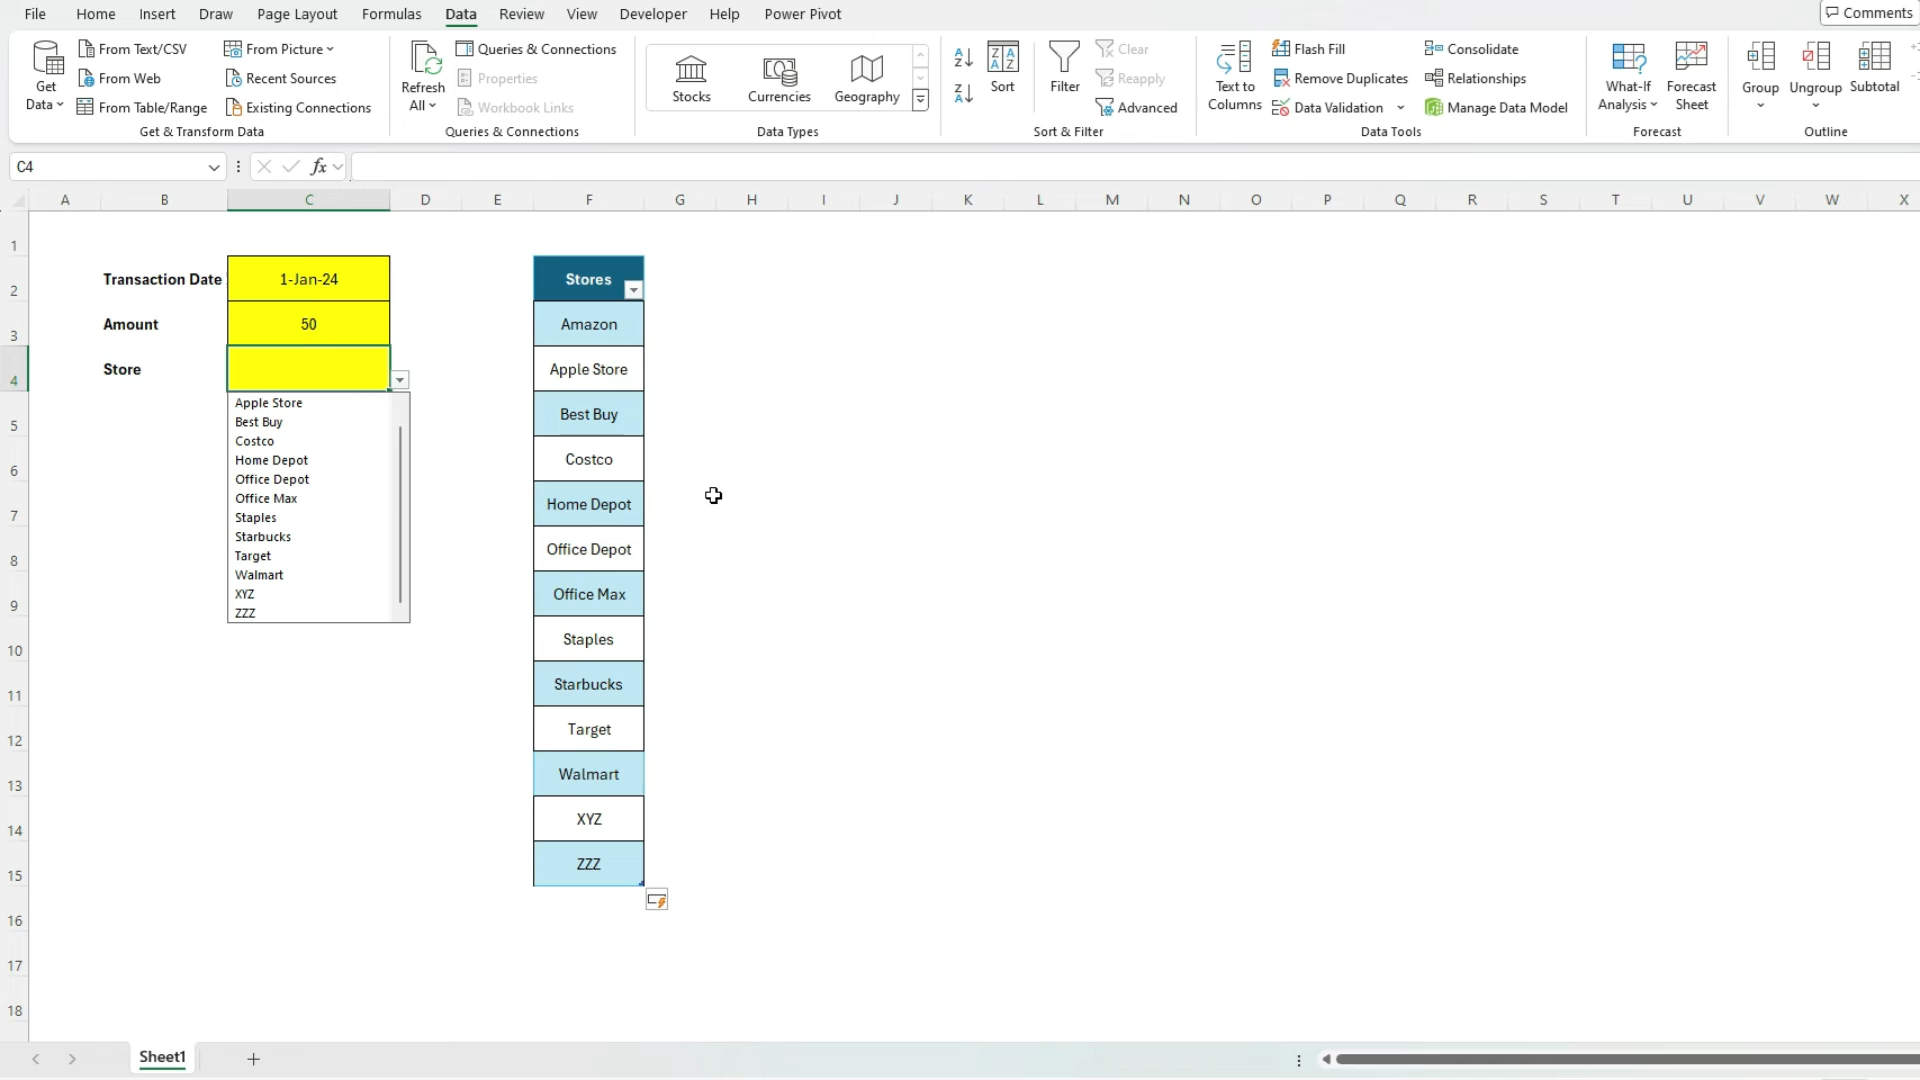 File Home Insert Draw Page Layout Formulas Data Review View Developer Help Power Pivot Comments
Get Data
From Text/CSV
From Web
From Table/Range
From Picture
Recent Sources
Existing Connections
Get & Transform Data
Refresh All
Queries & Connections
Properties
Workbook Links
Queries & Connections
Stocks
Currencies
Geography
Data Types
Sort
Filter
Clear
Reapply
Advanced
Sort & Filter
Text to Columns
Flash Fill
Remove Duplicates
Data Validation
Consolidate
Relationships
Manage Data Model
Data Tools
What-If Analysis
Forecast Sheet
Forecast
Group
Ungroup
Subtotal
Outline
C4
fx
A B C D E F G H I J K L M N O P Q R S T U V W X
1
2
3
4
5
6
7
8
9
10
11
12
13
14
15
16
17
18
Transaction Date 1-Jan-24
Amount 50
Store
Apple Store
Best Buy
Costco
Home Depot
Office Depot
Office Max
Staples
Starbucks
Target
Walmart
XYZ
ZZZ
Stores
Amazon
Apple Store
Best Buy
Costco
Home Depot
Office Depot
Office Max
Staples
Starbucks
Target
Walmart
XYZ
ZZZ
Sheet1